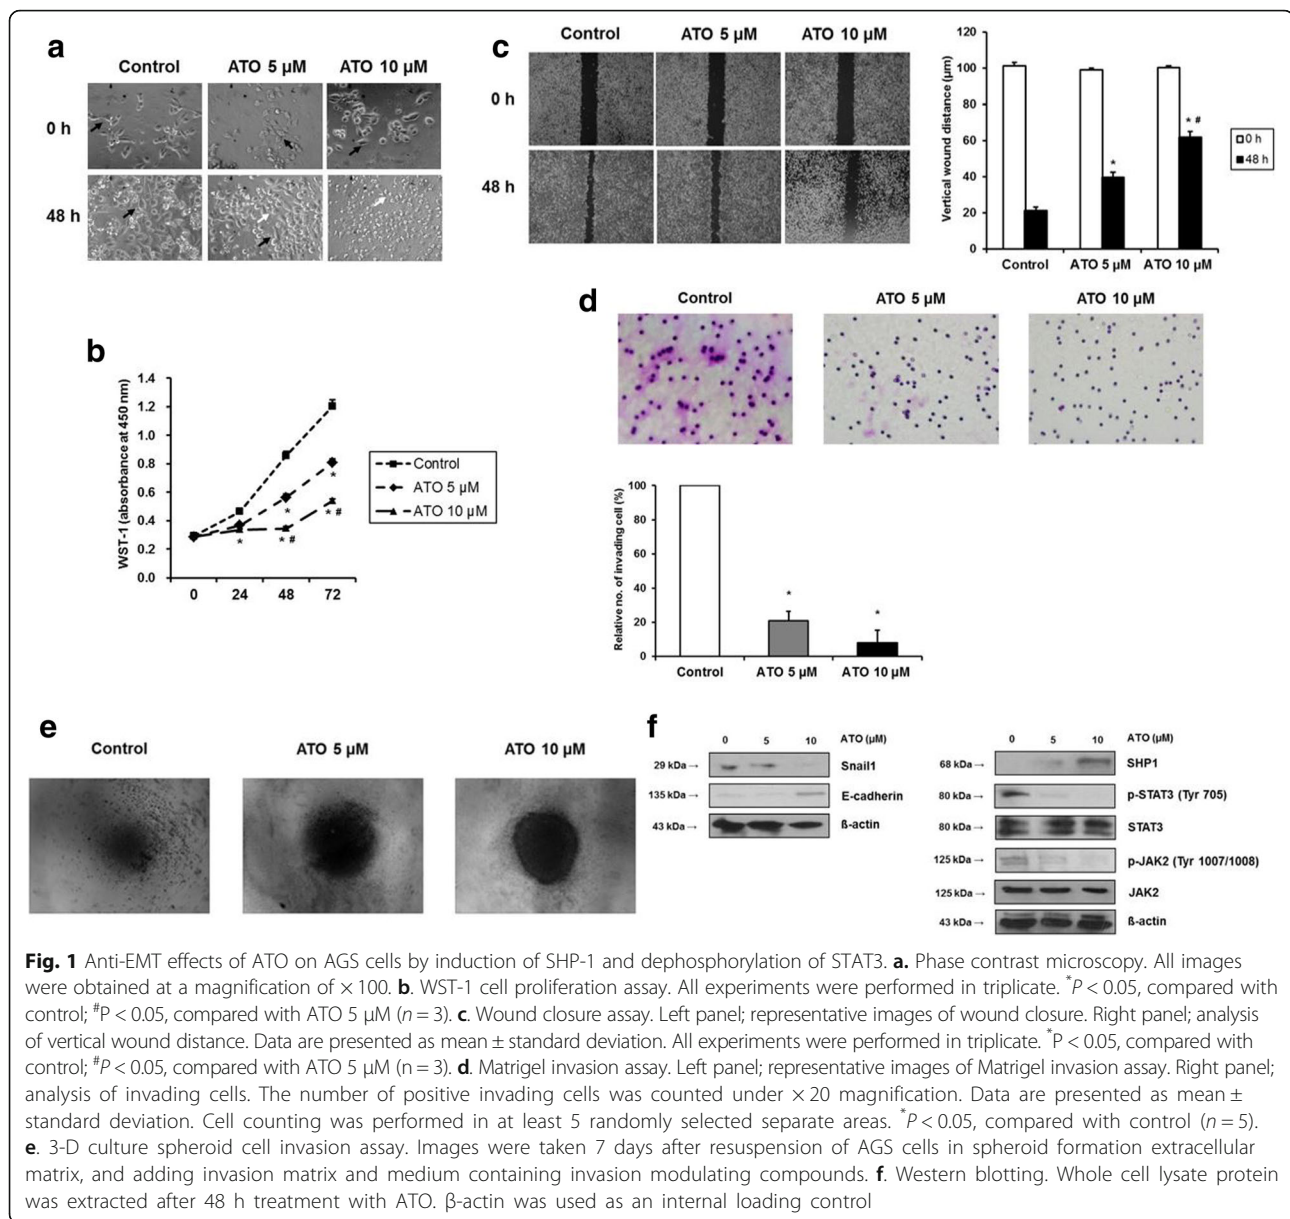 a
Control ATO 5 µM ATO 10 µM
0 h
48 h
c
Control ATO 5 µM ATO 10 µM
0 h
48 h
Vertical wound distance (µm)
120
100
80
60
40
20
0
* * #
0 h
48 h
Control ATO 5 µM ATO 10 µM
b
WST-1 (absorbance at 450 nm)
1.4
1.2
1.0
0.8
0.6
0.4
0.2
0.0
* * * # * * #
0 24 48 72
Control
ATO 5 µM
ATO 10 µM
d
Control ATO 5 µM ATO 10 µM
Relative no. of invading cell (%)
100
80
60
40
20
0
* *
Control ATO 5 µM ATO 10 µM
e
Control ATO 5 µM ATO 10 µM
f
0 5 10 ATO (µM)
29 kDa→ Snail1
135 kDa→ E-cadherin
43 kDa→ ß-actin
0 5 10 ATO (µM)
68 kDa→ SHP1
80 kDa→ p-STAT3 (Tyr 705)
80 kDa→ STAT3
125 kDa→ p-JAK2 (Tyr 1007/1008)
125 kDa→ JAK2
43 kDa→ ß-actin
Fig. 1 Anti-EMT effects of ATO on AGS cells by induction of SHP-1 and dephosphorylation of STAT3. a. Phase contrast microscopy. All images
were obtained at a magnification of × 100. b. WST-1 cell proliferation assay. All experiments were performed in triplicate. *P < 0.05, compared with
control; #P < 0.05, compared with ATO 5 µM (n = 3). c. Wound closure assay. Left panel; representative images of wound closure. Right panel; analysis
of vertical wound distance. Data are presented as mean ± standard deviation. All experiments were performed in triplicate. *P < 0.05, compared with
control; #P < 0.05, compared with ATO 5 µM (n = 3). d. Matrigel invasion assay. Left panel; representative images of Matrigel invasion assay. Right panel;
analysis of invading cells. The number of positive invading cells was counted under × 20 magnification. Data are presented as mean ±
standard deviation. Cell counting was performed in at least 5 randomly selected separate areas. *P < 0.05, compared with control (n = 5).
e. 3-D culture spheroid cell invasion assay. Images were taken 7 days after resuspension of AGS cells in spheroid formation extracellular
matrix, and adding invasion matrix and medium containing invasion modulating compounds. f. Western blotting. Whole cell lysate protein
was extracted after 48 h treatment with ATO. β-actin was used as an internal loading control